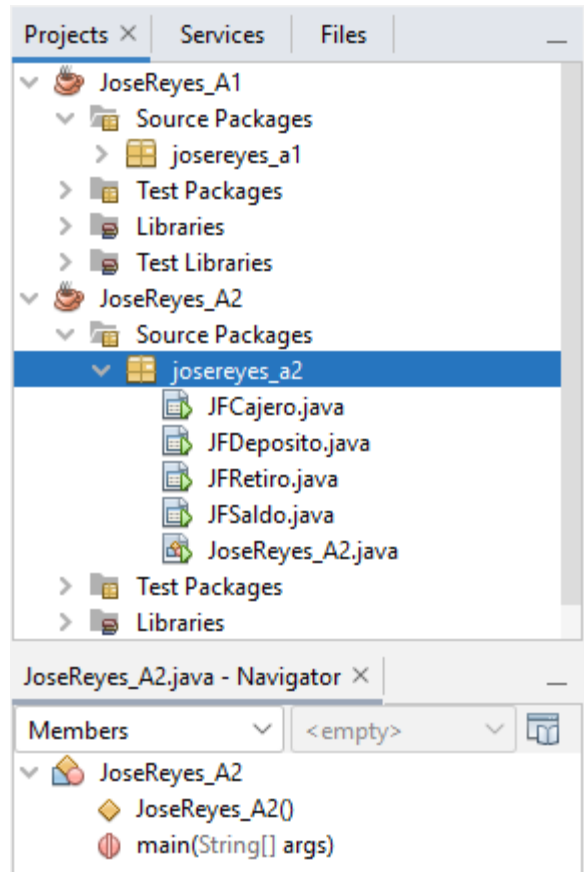 Projects × Services Files
JoseReyes_A1
Source Packages
josereyes_a1
Test Packages
Libraries
Test Libraries
JoseReyes_A2
Source Packages
josereyes_a2
JFCajero.java
JFDeposito.java
JFRetiro.java
JFSaldo.java
JoseReyes_A2.java
Test Packages
Libraries
JoseReyes_A2.java - Navigator ×
Members <empty>
JoseReyes_A2
JoseReyes_A2()
main(String[] args)